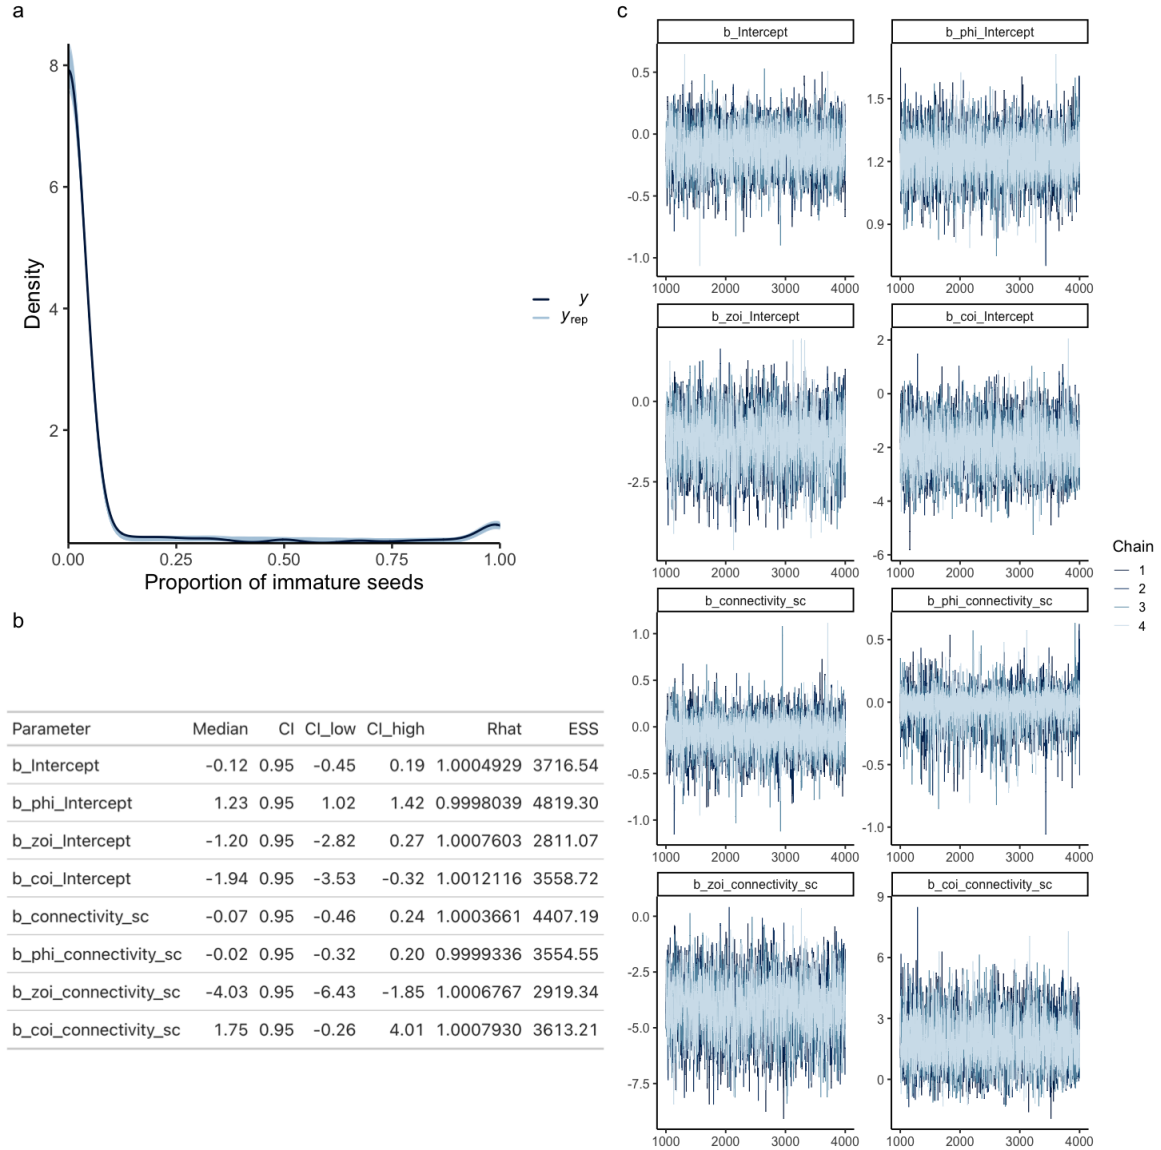 a
8
6
4
2
Density
0.00 0.25 0.50 0.75 1.00
Proportion of immature seeds
y
yrep
b
Parameter Median CI CI_low CI_high Rhat ESS
b_Intercept -0.12 0.95 -0.45 0.19 1.0004929 3716.54
b_phi_Intercept 1.23 0.95 1.02 1.42 0.9998039 4819.30
b_zoi_Intercept -1.20 0.95 -2.82 0.27 1.0007603 2811.07
b_coi_Intercept -1.94 0.95 -3.53 -0.32 1.0012116 3558.72
b_connectivity_sc -0.07 0.95 -0.46 0.24 1.0003661 4407.19
b_phi_connectivity_sc -0.02 0.95 -0.32 0.20 0.9999336 3554.55
b_zoi_connectivity_sc -4.03 0.95 -6.43 -1.85 1.0006767 2919.34
b_coi_connectivity_sc 1.75 0.95 -0.26 4.01 1.0007930 3613.21
c
b_Intercept
0.5
0.0
-0.5
-1.0
1000 2000 3000 4000
b_phi_Intercept
1.5
1.2
0.9
1000 2000 3000 4000
b_zoi_Intercept
0.0
-2.5
1000 2000 3000 4000
b_coi_Intercept
2
0
-2
-4
-6
1000 2000 3000 4000
b_connectivity_sc
1.0
0.5
0.0
-0.5
-1.0
1000 2000 3000 4000
b_phi_connectivity_sc
0.5
0.0
-0.5
-1.0
1000 2000 3000 4000
b_zoi_connectivity_sc
0.0
-2.5
-5.0
-7.5
1000 2000 3000 4000
b_coi_connectivity_sc
9
6
3
0
1000 2000 3000 4000
Chain
1
2
3
4